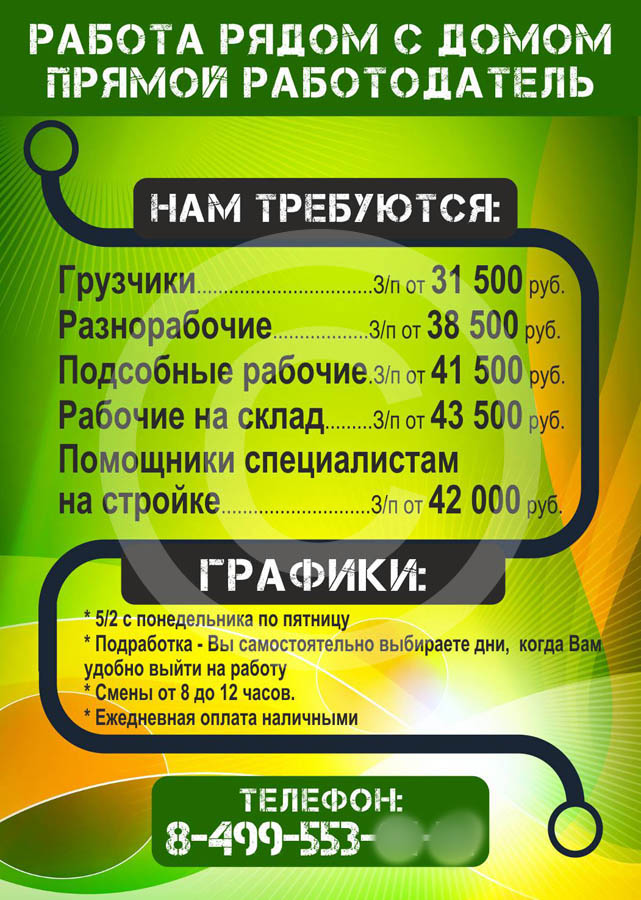 РАБОТА РЯДОМ С ДОМОМ
ПРЯМОЙ РАБОТОДАТЕЛЬ
НАМ ТРЕБУЮТСЯ:
Грузчики..............................З/п от 31 500 руб.
Разнорабочие..................З/п от 38 500 руб.
Подсобные рабочие.З/п от 41 500 руб.
Рабочие на склад........З/п от 43 500 руб.
Помощники специалистам
на стройке.........................З/п от 42 000 руб.
ГРАФИКИ:
* 5/2 с понедельника по пятницу
* Подработка - Вы самостоятельно выбираете дни, когда Вам
удобно выйти на работу
* Смены от 8 до 12 часов.
* Ежедневная оплата наличными
ТЕЛЕФОН:
8-499-553-